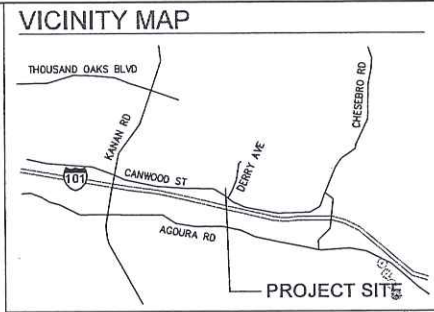 VICINITY MAP
THOUSAND OAKS BLVD
KANAN RD
CHESEBRO RD
DERRY AVE
CANWOOD ST
101
AGOURA RD
PROJECT SITE